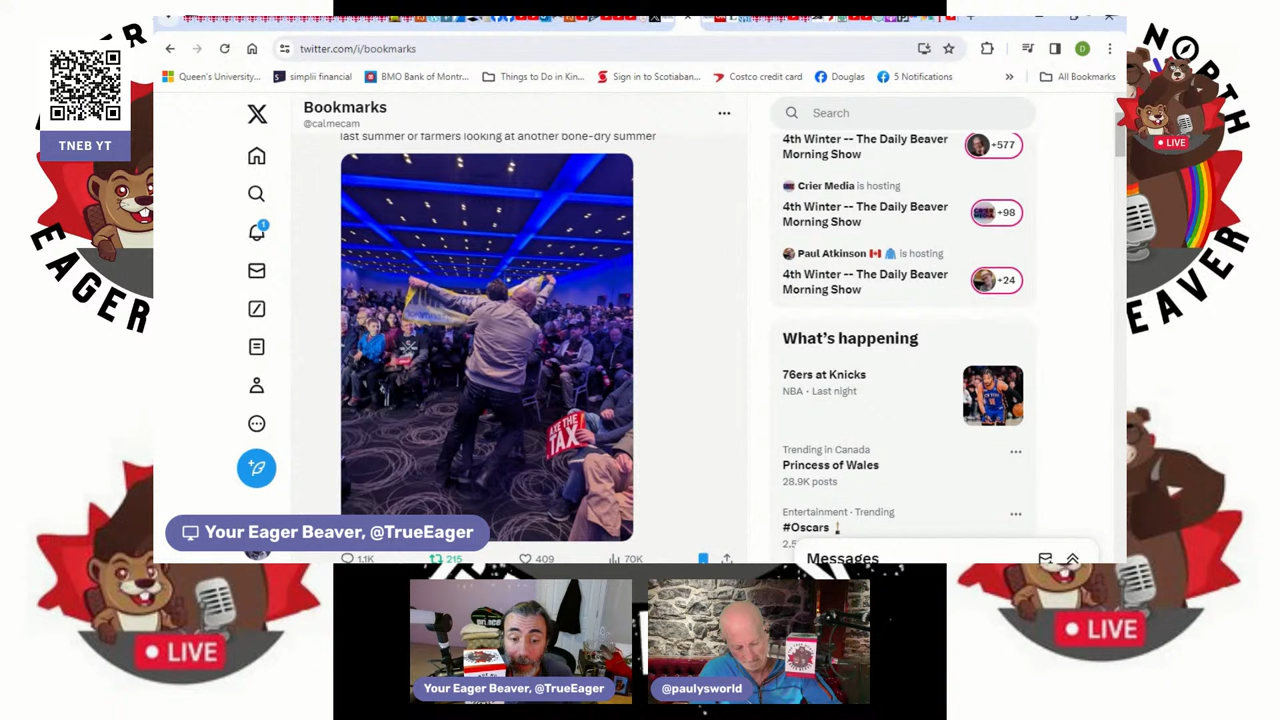 TNEB YT
EAGER
NORTH
BEAVER
LIVE
twitter.com/i/bookmarks
Queen's University...
simplii financial
BMO Bank of Montr...
Things to Do in Kin...
Sign in to Scotiaban...
Costco credit card
Douglas
5 Notifications
All Bookmarks
Bookmarks
@calmecam
last summer or farmers looking at another bone-dry summer
AXE THE
TAX
1.1K
215
409
70K
Search
4th Winter -- The Daily Beaver
Morning Show
+577
Crier Media is hosting
4th Winter -- The Daily Beaver
Morning Show
+98
Paul Atkinson is hosting
4th Winter -- The Daily Beaver
Morning Show
+24
What's happening
76ers at Knicks
NBA · Last night
Trending in Canada
Princess of Wales
28.9K posts
Entertainment · Trending
#Oscars
Messages
Your Eager Beaver, @TrueEager
LIVE
LIVE
Your Eager Beaver, @TrueEager
@paulysworld